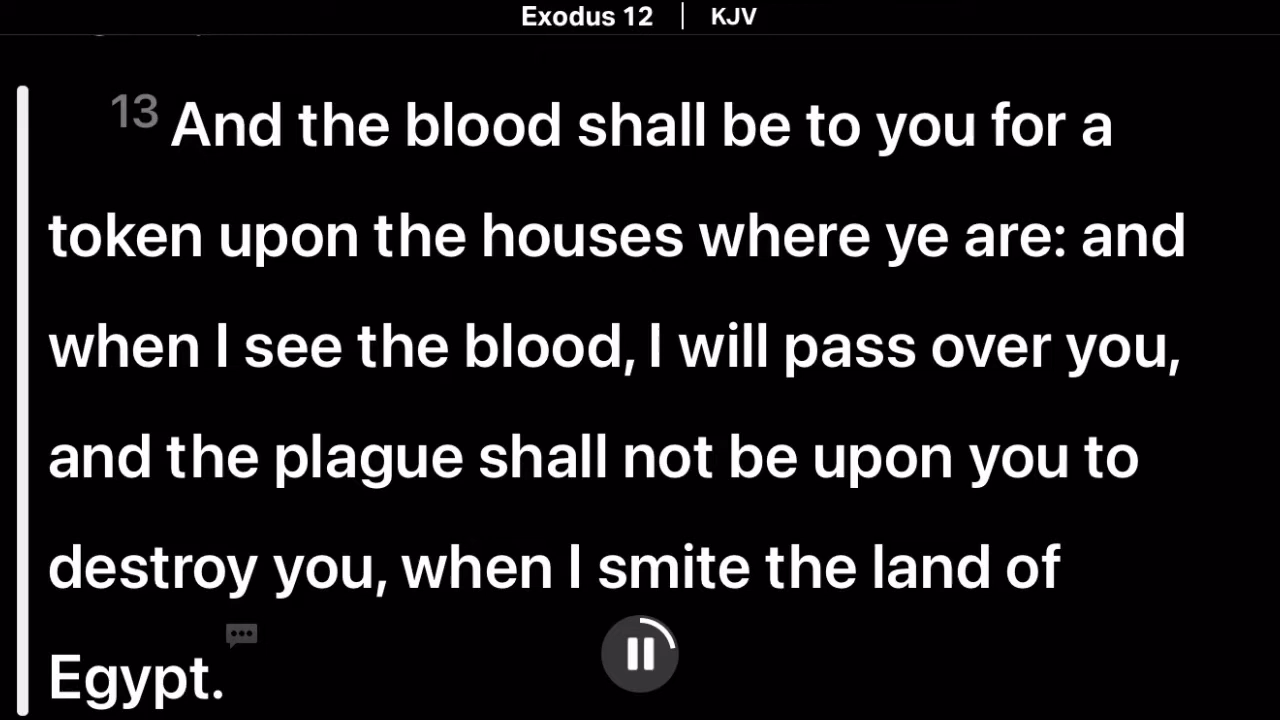 Exodus 12 | KJV
13 And the blood shall be to you for a
token upon the houses where ye are: and
when I see the blood, I will pass over you,
and the plague shall not be upon you to
destroy you, when I smite the land of
Egypt.